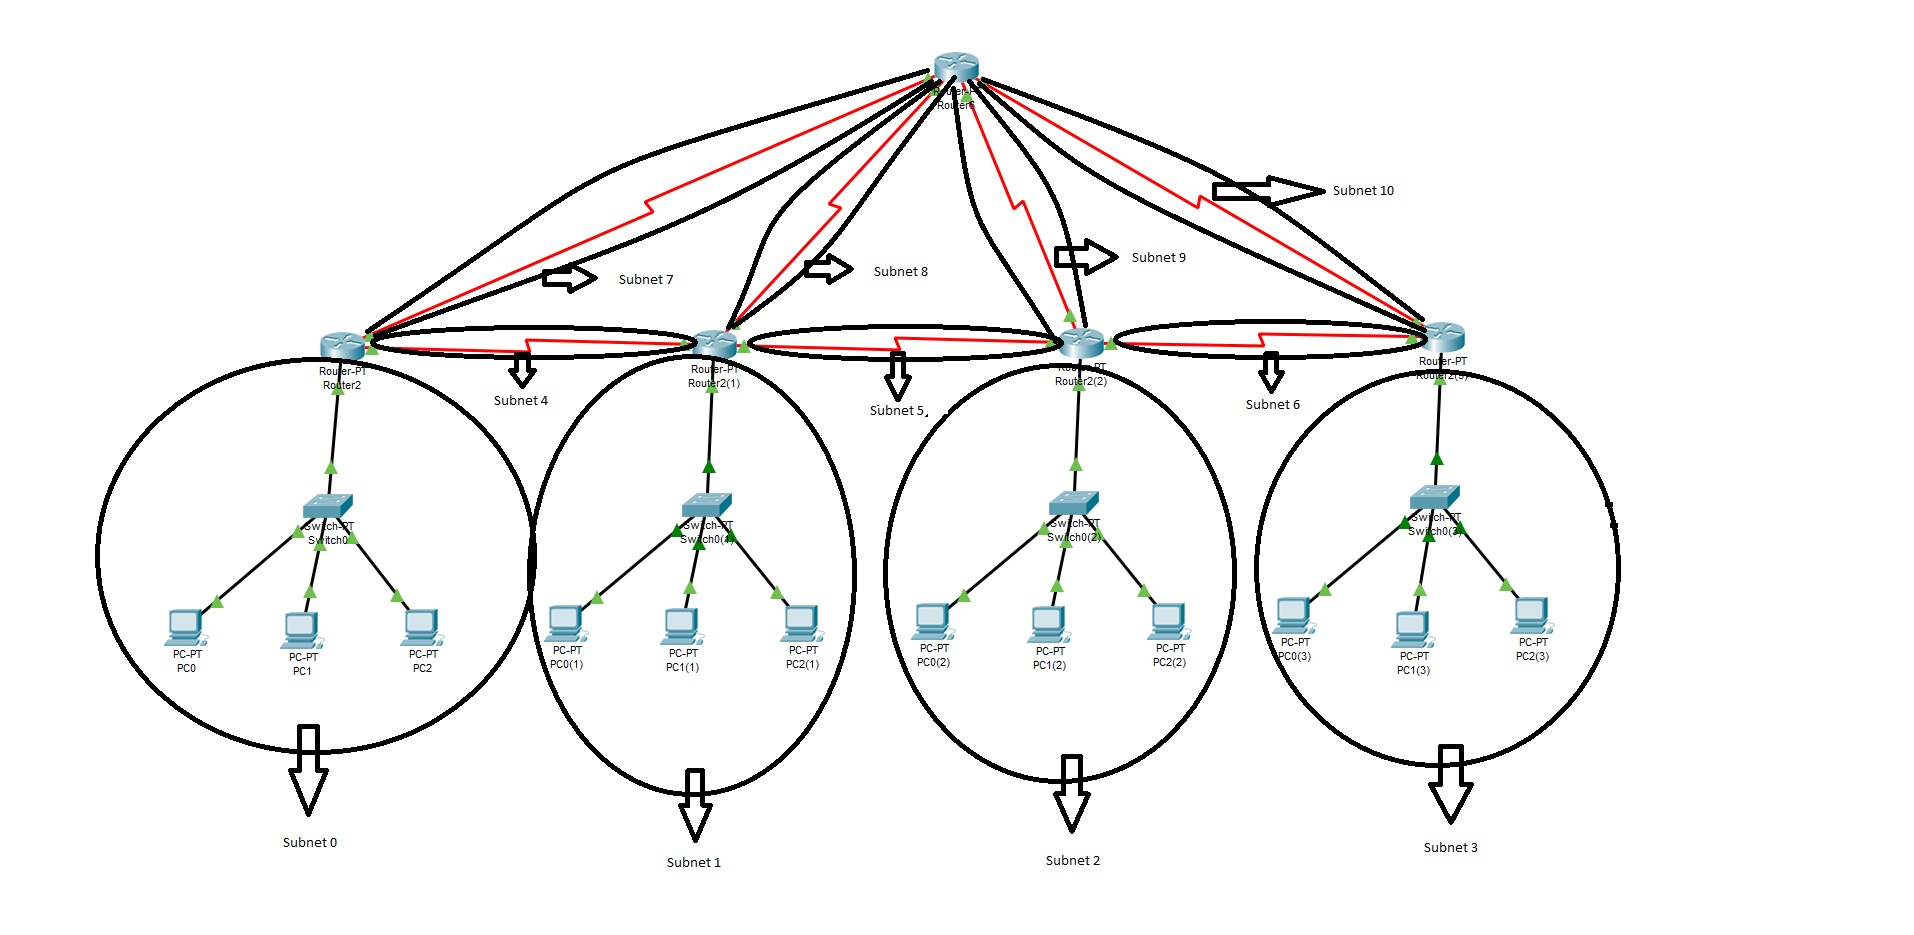 Router-PT
Router6
Subnet 10
Subnet 9
Subnet 8
Subnet 7
Router-PT
Router2
Router-PT
Router2(1)
Router2(2)
Router-PT
Router2(3)
Subnet 4
Subnet 5
Subnet 6
Switch-PT
Switch0
Switch-PT
Switch-PT
Switch0(2)
Switch-PT
Switch0(3)
PC-PT
PC0
PC-PT
PC1
PC-PT
PC2
PC-PT
PC0(1)
PC-PT
PC1(1)
PC-PT
PC2(1)
PC-PT
PC0(2)
PC-PT
PC1(2)
PC-PT
PC2(2)
PC-PT
PC0(3)
PC-PT
PC1(3)
PC-PT
PC2(3)
Subnet 0
Subnet 1
Subnet 2
Subnet 3